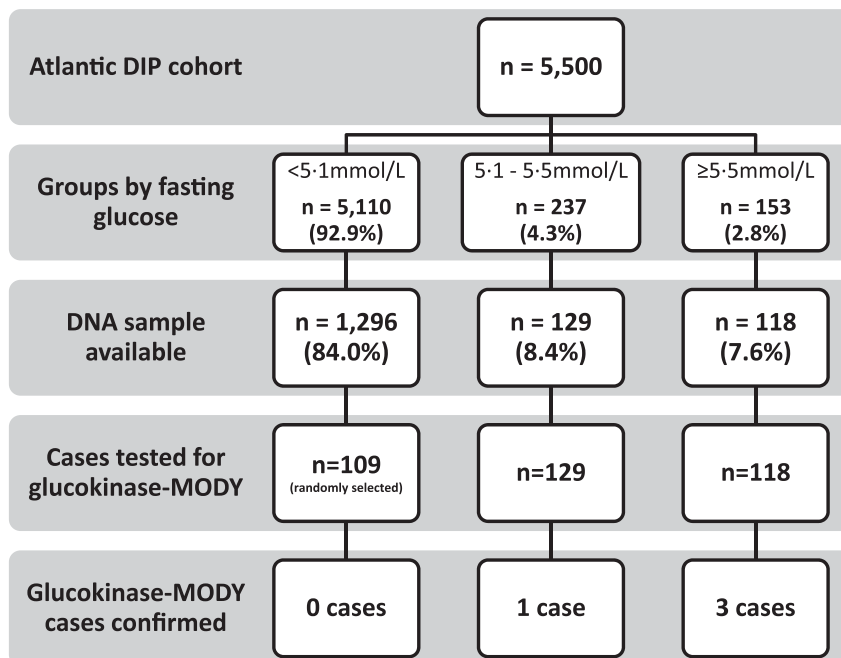 Atlantic DIP cohort
n = 5,500
Groups by fasting
glucose
<5·1mmol/L
n = 5,110
(92.9%)
5·1 - 5·5mmol/L
n = 237
(4.3%)
≥5·5mmol/L
n = 153
(2.8%)
DNA sample
available
n = 1,296
(84.0%)
n = 129
(8.4%)
n = 118
(7.6%)
Cases tested for
glucokinase-MODY
n=109
(randomly selected)
n=129
n=118
Glucokinase-MODY
cases confirmed
0 cases
1 case
3 cases